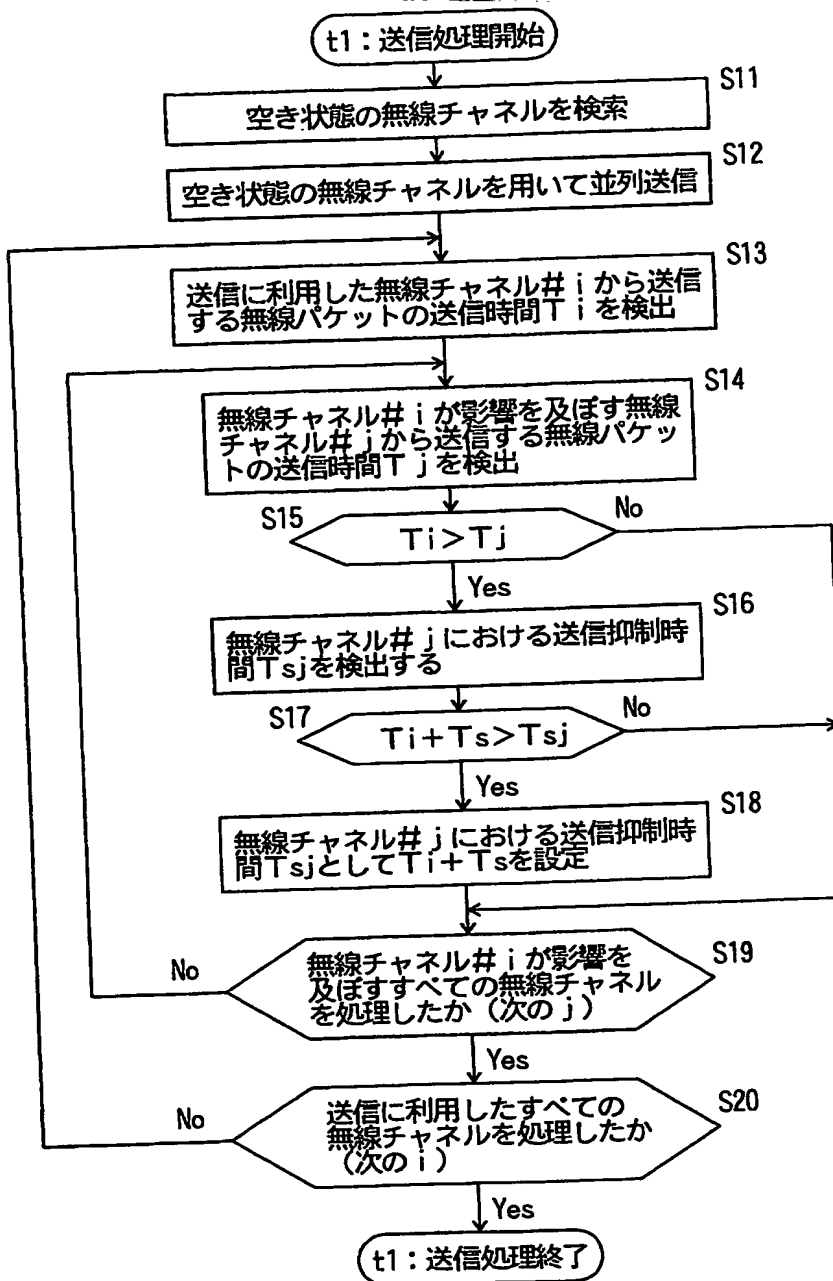 t1：送信処理開始
S11
空き状態の無線チャネルを検索
S12
空き状態の無線チャネルを用いて並列送信
S13
送信に利用した無線チャネル＃ｉから送信
する無線パケットの送信時間Ｔｉを検出
S14
無線チャネル＃ｉが影響を及ぼす無線
チャネル＃ｊから送信する無線パケッ
トの送信時間Ｔｊを検出
S15
Ｔｉ＞Ｔｊ
No
Yes
S16
無線チャネル＃ｊにおける送信抑制時
間Ｔsjを検出する
S17
Ｔｉ＋Ｔｓ＞Ｔsj
No
Yes
S18
無線チャネル＃ｊにおける送信抑制時
間ＴsjとしてＴｉ＋Ｔｓを設定
S19
無線チャネル＃ｉが影響を
及ぼすすべての無線チャネル
を処理したか（次のｊ）
No
Yes
S20
送信に利用したすべての
無線チャネルを処理したか
（次のｉ）
No
Yes
t1：送信処理終了